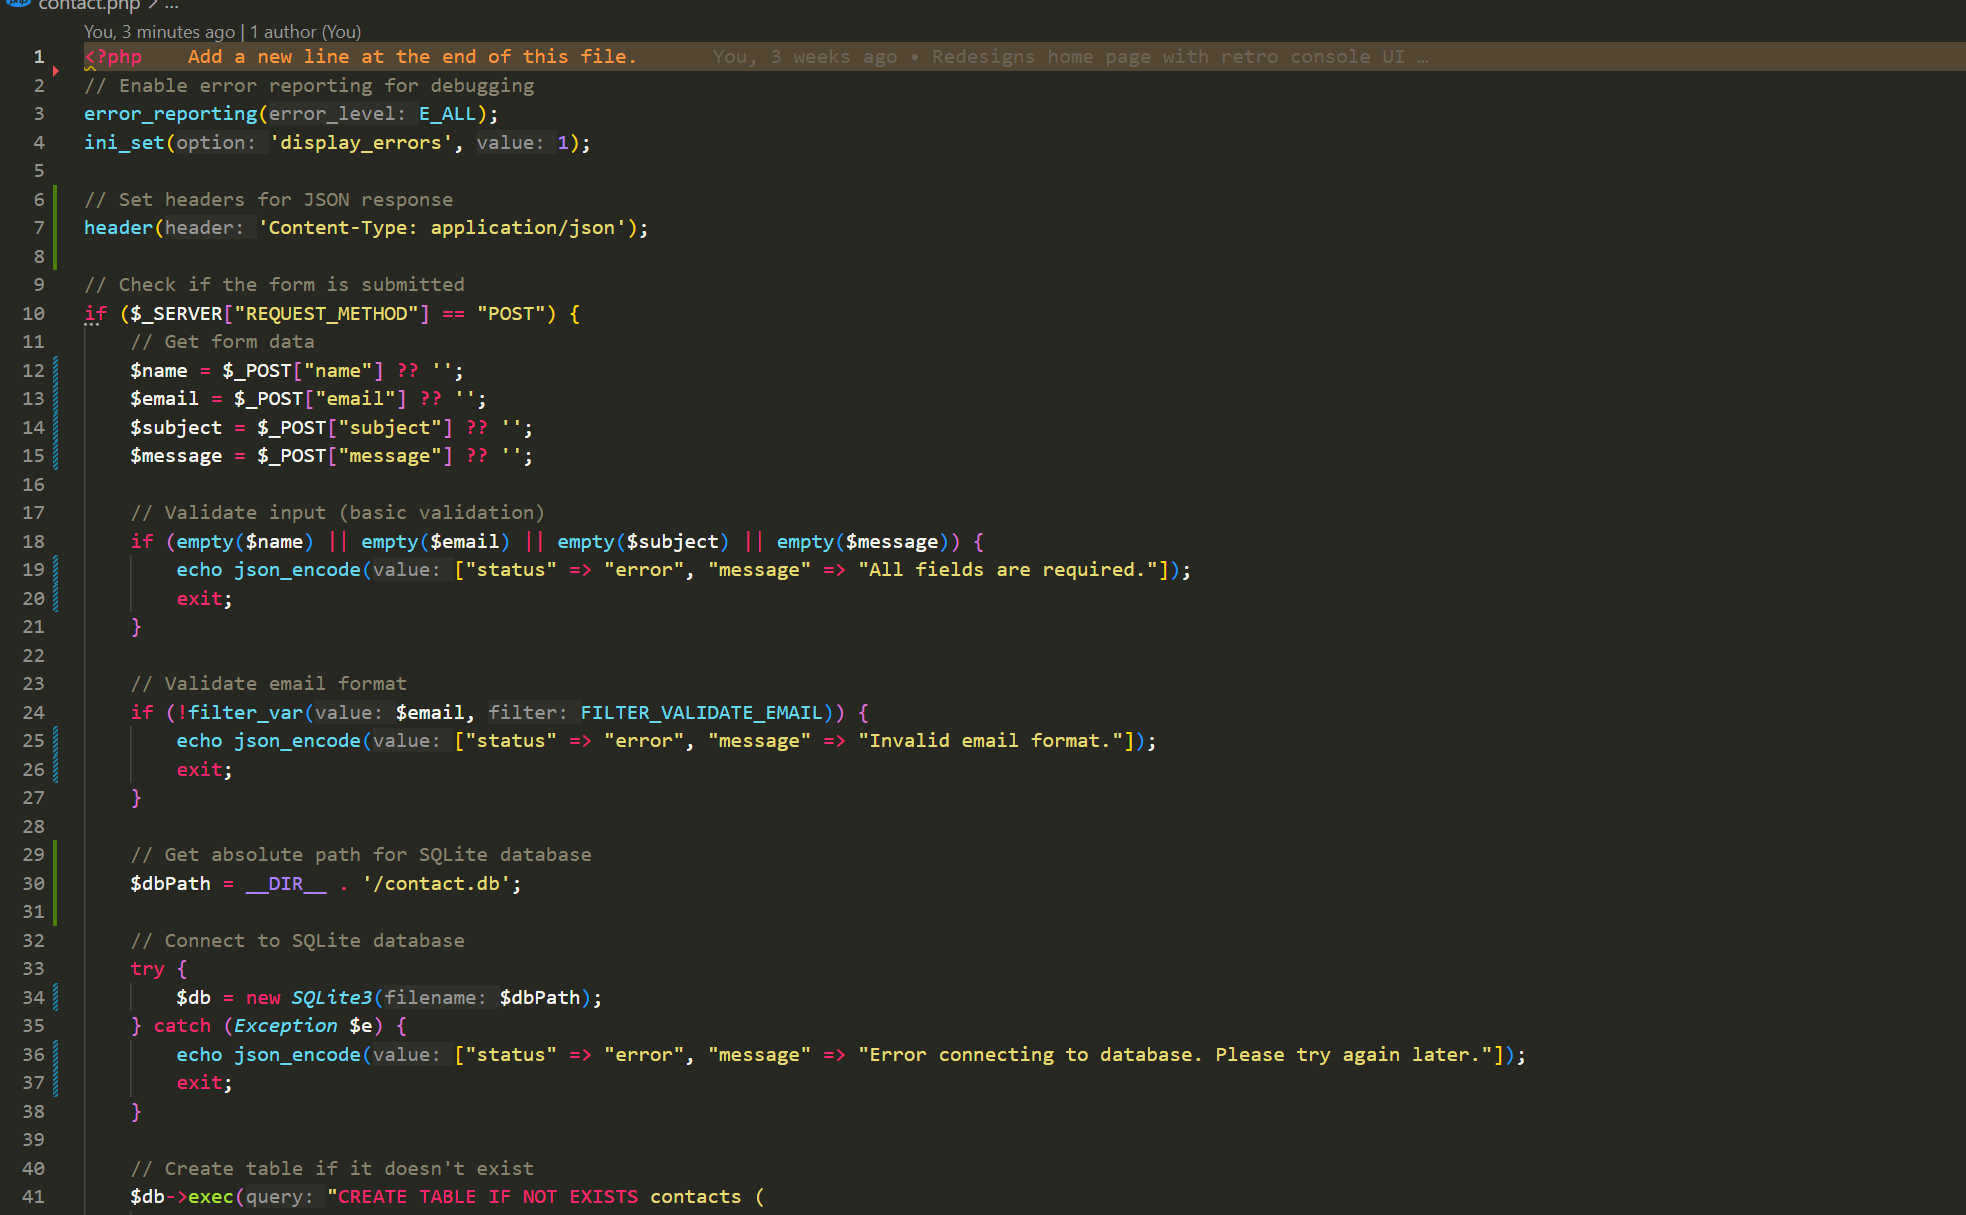 php contact.php > ...
You, 3 minutes ago | 1 author (You)
1 <?php Add a new line at the end of this file. You, 3 weeks ago • Redesigns home page with retro console UI …
2 // Enable error reporting for debugging
3 error_reporting(error_level: E_ALL);
4 ini_set(option: 'display_errors', value: 1);
5
6 // Set headers for JSON response
7 header(header: 'Content-Type: application/json');
8
9 // Check if the form is submitted
10 if ($_SERVER["REQUEST_METHOD"] == "POST") {
11 // Get form data
12 $name = $_POST["name"] ?? '';
13 $email = $_POST["email"] ?? '';
14 $subject = $_POST["subject"] ?? '';
15 $message = $_POST["message"] ?? '';
16
17 // Validate input (basic validation)
18 if (empty($name) || empty($email) || empty($subject) || empty($message)) {
19 echo json_encode(value: ["status" => "error", "message" => "All fields are required."]);
20 exit;
21 }
22
23 // Validate email format
24 if (!filter_var(value: $email, filter: FILTER_VALIDATE_EMAIL)) {
25 echo json_encode(value: ["status" => "error", "message" => "Invalid email format."]);
26 exit;
27 }
28
29 // Get absolute path for SQLite database
30 $dbPath = __DIR__ . '/contact.db';
31
32 // Connect to SQLite database
33 try {
34 $db = new SQLite3(filename: $dbPath);
35 } catch (Exception $e) {
36 echo json_encode(value: ["status" => "error", "message" => "Error connecting to database. Please try again later."]);
37 exit;
38 }
39
40 // Create table if it doesn't exist
41 $db->exec(query: "CREATE TABLE IF NOT EXISTS contacts (